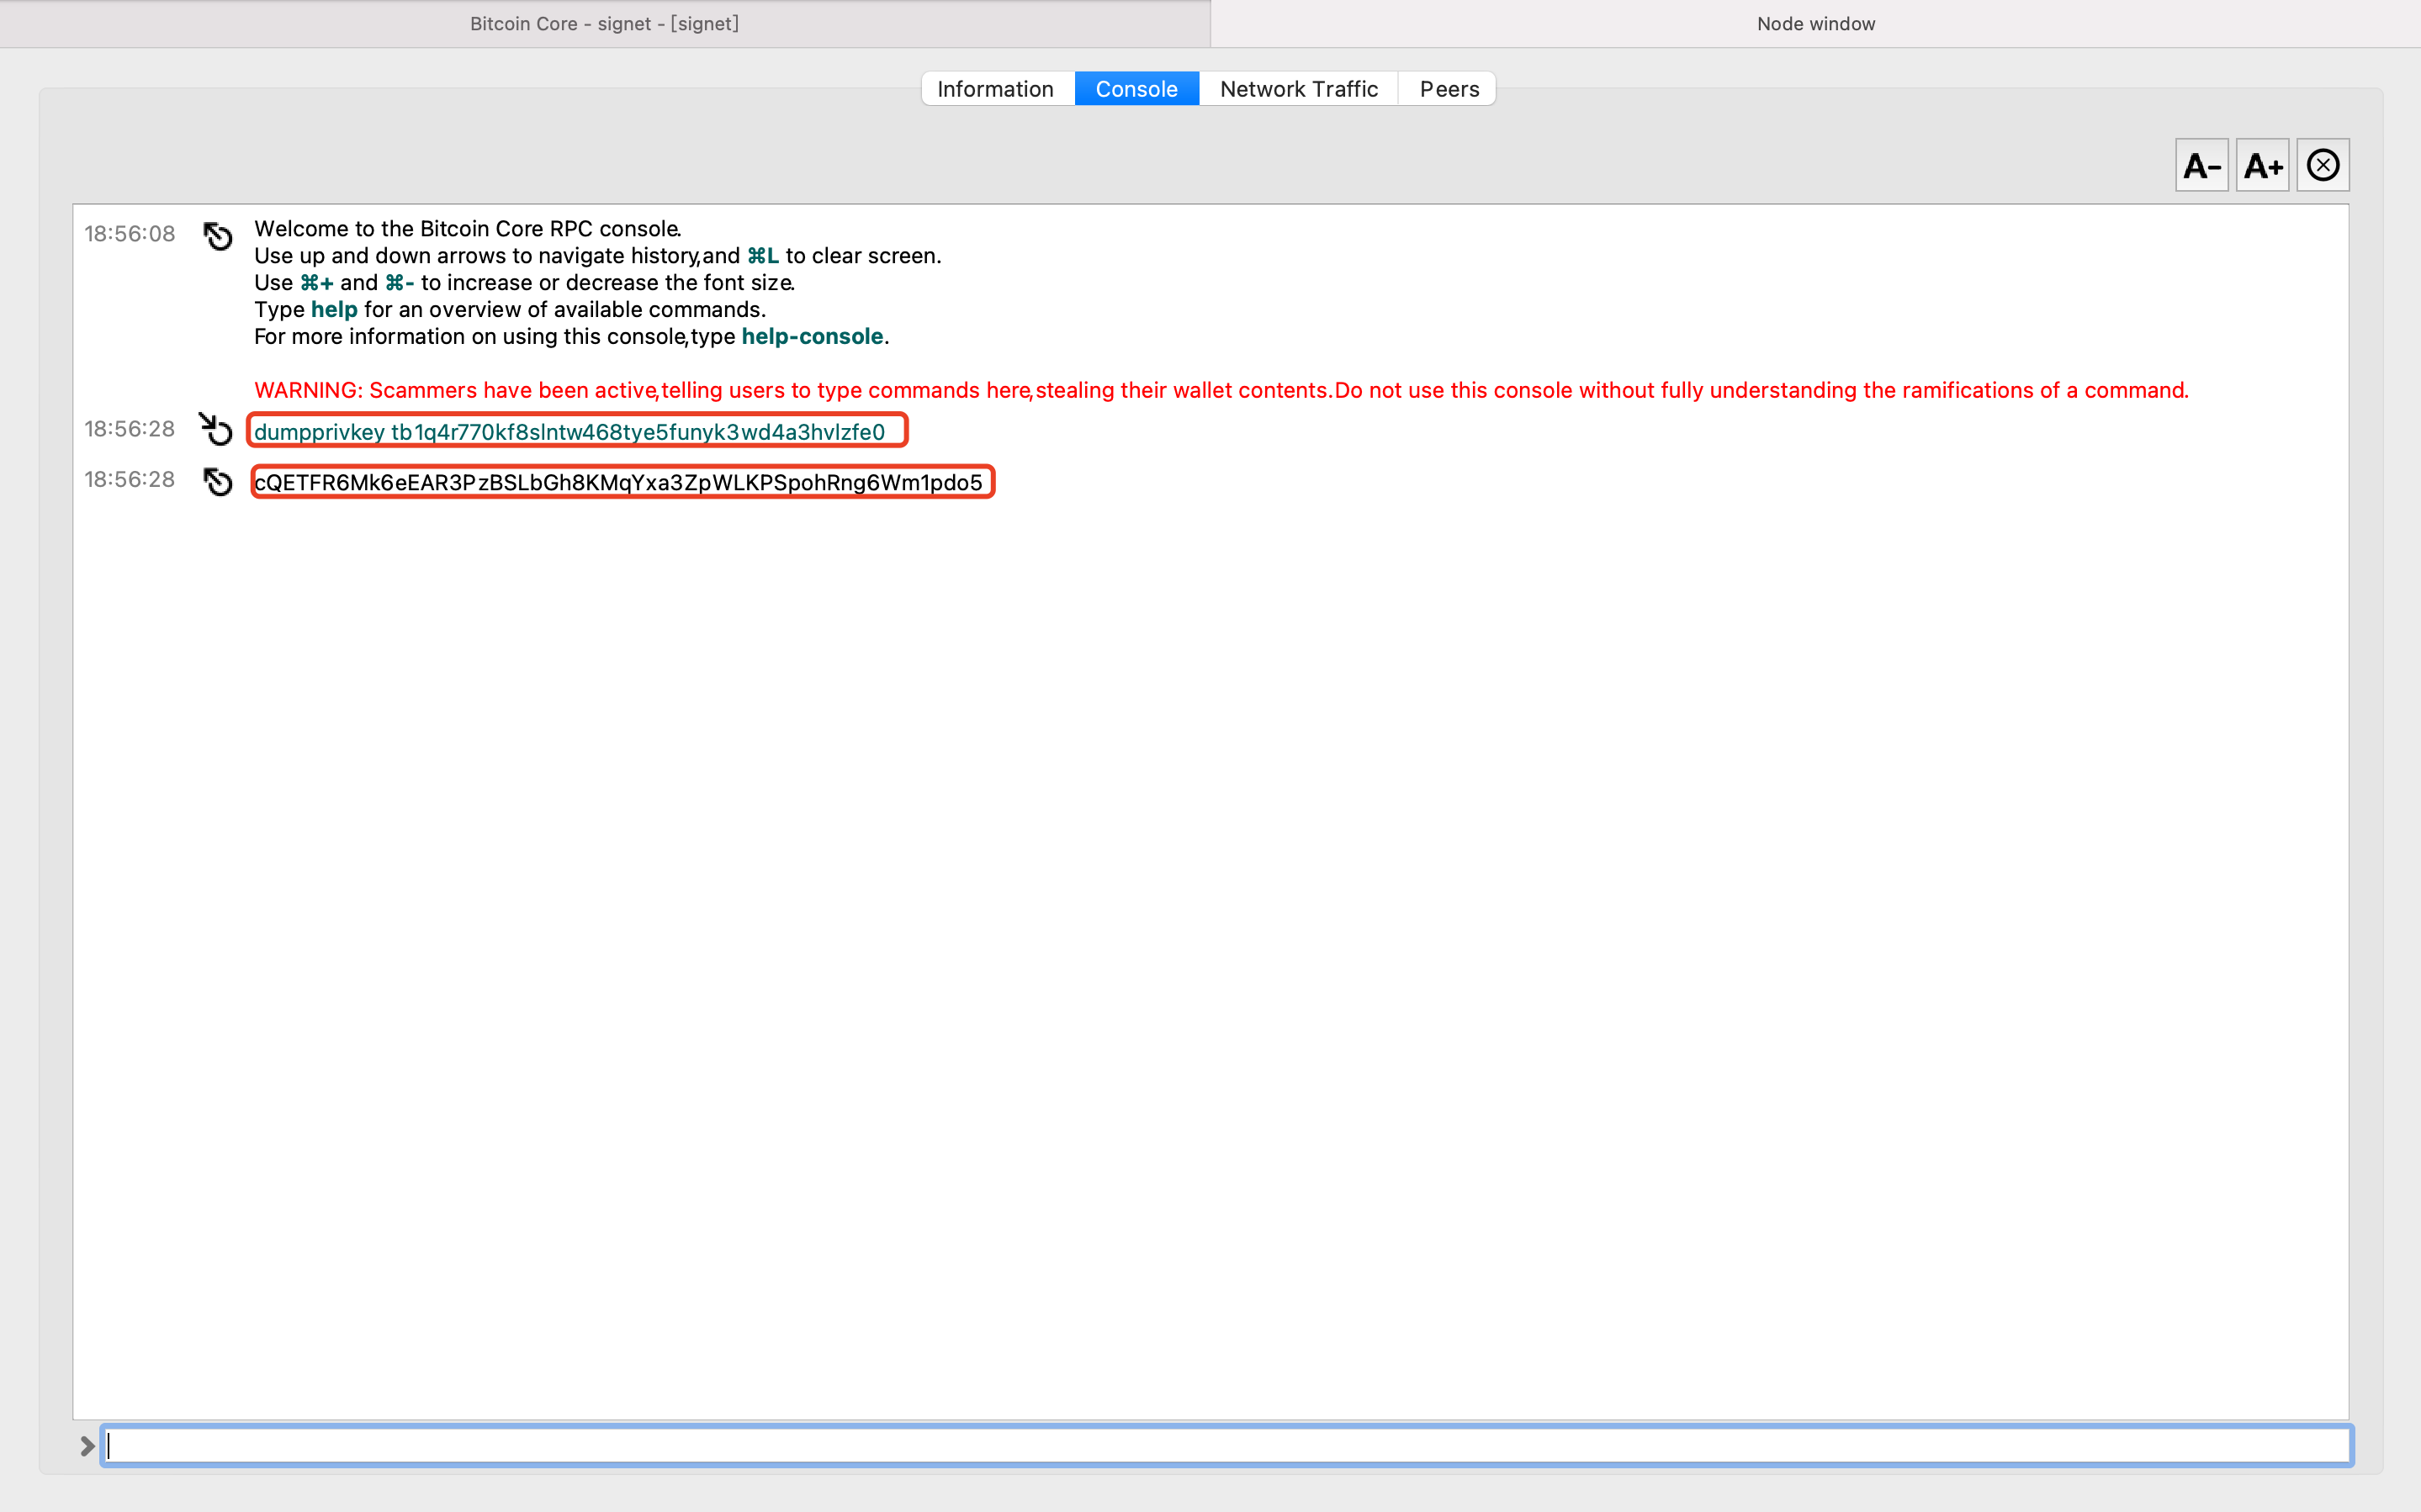 Bitcoin Core - signet - [signet]
Node window
Information
Console
Network Traffic
Peers
A-
A+
18:56:08
Welcome to the Bitcoin Core RPC console.
Use up and down arrows to navigate history,and ⌘L to clear screen.
Use ⌘+ and ⌘- to increase or decrease the font size.
Type help for an overview of available commands.
For more information on using this console,type help-console.
WARNING: Scammers have been active,telling users to type commands here,stealing their wallet contents.Do not use this console without fully understanding the ramifications of a command.
18:56:28
dumpprivkey tb1q4r770kf8slntw468tye5funyk3wd4a3hvlzfe0
18:56:28
cQETFR6Mk6eEAR3PzBSLbGh8KMqYxa3ZpWLKPSpohRng6Wm1pdo5